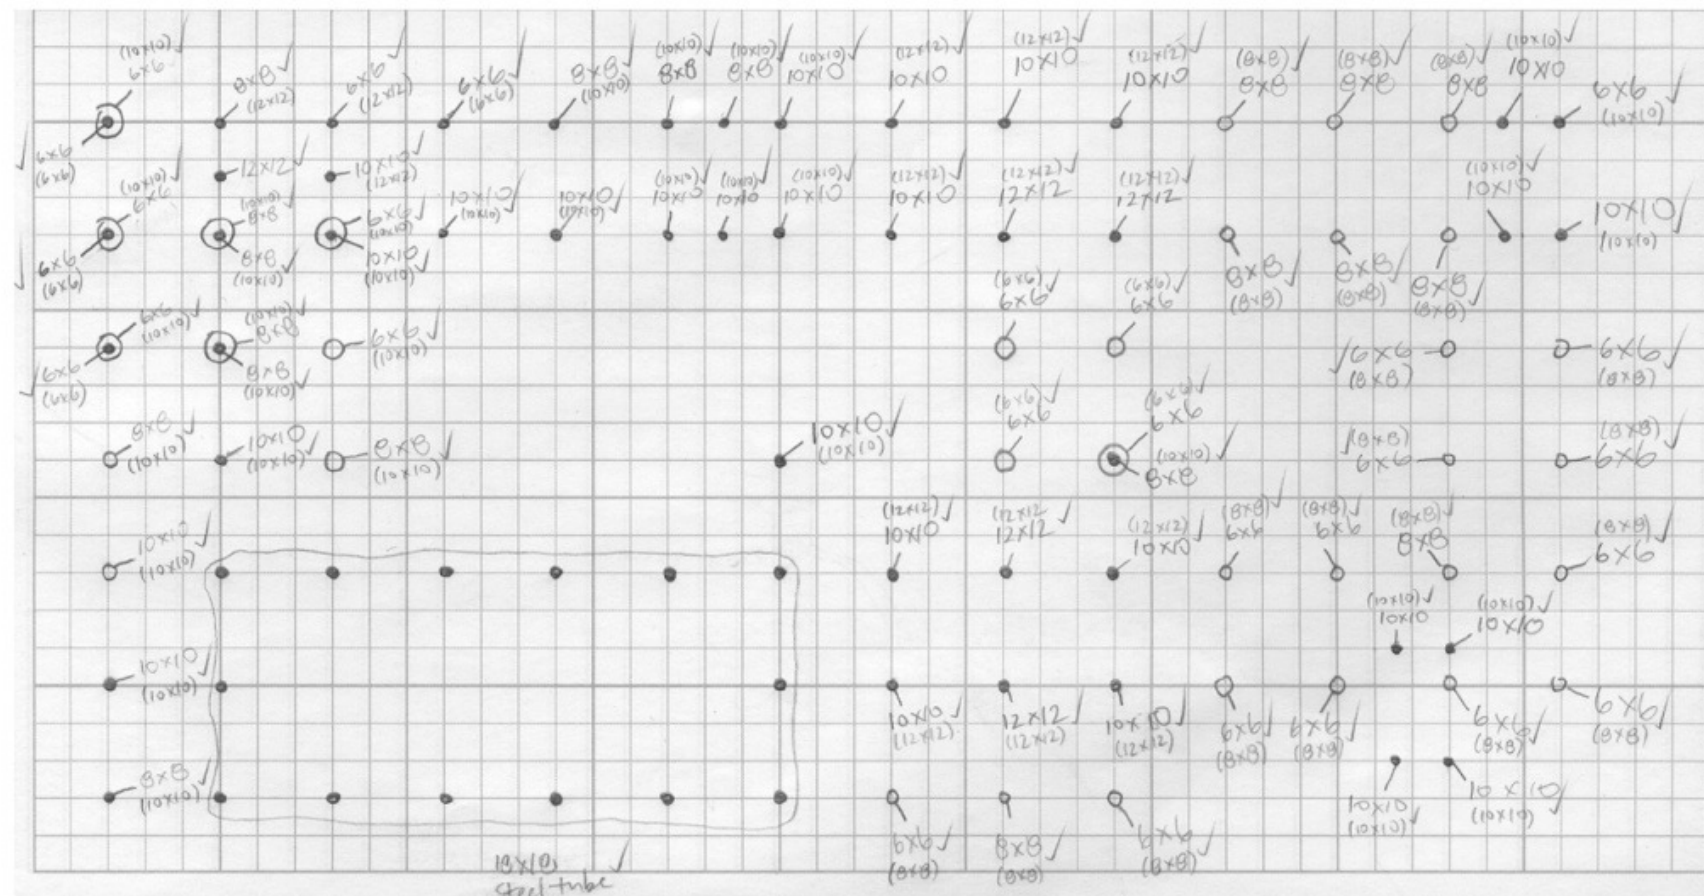 (10x10) ✓
6x6
8x8 ✓
(12x12)
6x6 ✓
(12x12)
6x6 ✓
(6x6)
8x8 ✓
(10x10)
(10x10) ✓
8x8
(10x10) ✓
8x8
(10x10) ✓
10x10
(12x12) ✓
10x10
(12x12) ✓
10x10
(12x12) ✓
10x10
(8x8) ✓
8x8
(8x8) ✓
8x8
(8x8) ✓
8x8
(10x10) ✓
10x10
6x6 ✓
(10x10)
✓
6x6
(6x6)
12x12 ✓
10x10 ✓
(12x12)
(10x10) ✓
6x6
✓
6x6
(6x6)
(10x10)
8x8
8x8
(10x10) ✓
6x6 ✓
(10x10)
10x10
(10x10) ✓
10x10 ✓
(10x10)
10x10 ✓
(10x10)
(10x10) ✓
10x10
(10x10) ✓
10x10
(10x10) ✓
10x10
(12x12) ✓
10x10
(12x12) ✓
12x12
(12x12) ✓
12x12
8x8 ✓
(8x8)
8x8 ✓
(8x8)
8x8
(8x8) ✓
(10x10) ✓
10x10
10x10 ✓
(10x10)
6x6
(10x10) ✓
✓ 6x6
(6x6)
(10x10) ✓
8x8
8x8
(10x10) ✓
6x6 ✓
(10x10)
(6x6) ✓
6x6
(6x6) ✓
6x6
✓ 6x6
(8x8)
6x6 ✓
(8x8)
8x8 ✓
(10x10)
10x10 ✓
(10x10)
8x8 ✓
(10x10)
10x10 ✓
(10x10)
(6x6) ✓
6x6
(6x6) ✓
6x6
(10x10) ✓
8x8
✓ (8x8)
6x6
(8x8) ✓
6x6
10x10 ✓
(10x10)
(12x12) ✓
10x10
(12x12 ✓
12x12
(12x12) ✓
10x10
(8x8) ✓
6x6
(8x8) ✓
6x6
(8x8) ✓
8x8
(8x8) ✓
6x6
(10x10) ✓
10x10
(10x10) ✓
10x10
10x10 ✓
(10x10)
10x10 ✓
(12x12)
12x12 ✓
(12x12)
10x10 ✓
(12x12)
6x6 ✓
(8x8)
6x6 ✓
(8x8)
6x6 ✓
(8x8)
6x6 ✓
(8x8)
8x8 ✓
(10x10)
6x6 ✓
(8x8)
8x8 ✓
(8x8)
6x6 ✓
(8x8)
10x10
(10x10) ✓
10x10
(10x10) ✓
18x18 ✓
Steel tube